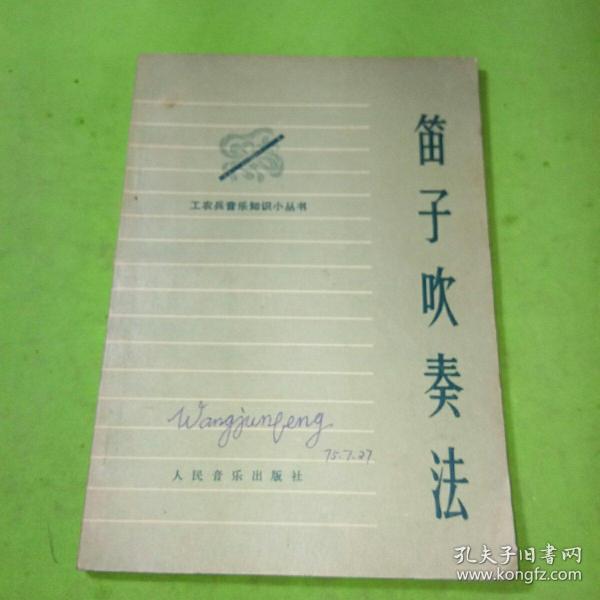 笛子吹奏法
工农兵音乐知识小丛书
Wangjunfeng
75.7.27
人民音乐出版社
孔夫子旧书网
www.kongfz.com